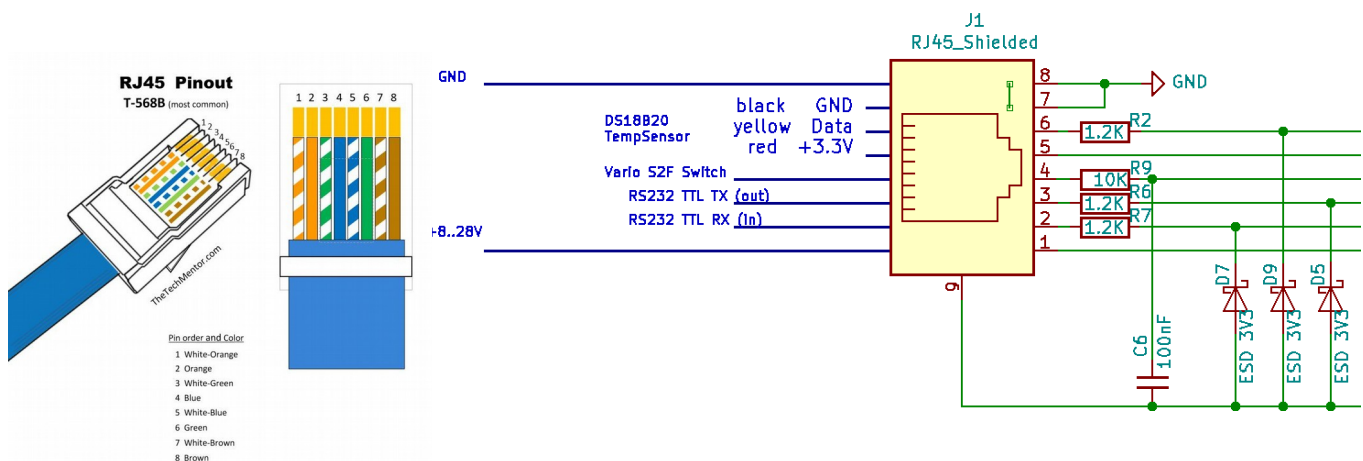 RJ45 Pinout
T-568B (most common)
1 2 3 4 5 6 7 8
1 2 3 4 5 6 7 8
TheTechMentor.com
Pin order and Color
1 White-Orange
2 Orange
3 White-Green
4 Blue
5 White-Blue
6 Green
7 White-Brown
8 Brown
J1
RJ45_Shielded
GND
black GND
DS18B20
TempSensor
yellow Data
red +3.3V
Vario S2F Switch
RS232 TTL TX (out)
RS232 TTL RX (in)
+8..28V
8
7
6
5
4
3
2
1
9
GND
R2
1.2K
R9
10K
R6
1.2K
R7
1.2K
D7
ESD 3V3
D9
ESD 3V3
D5
ESD 3V3
C6
100nF